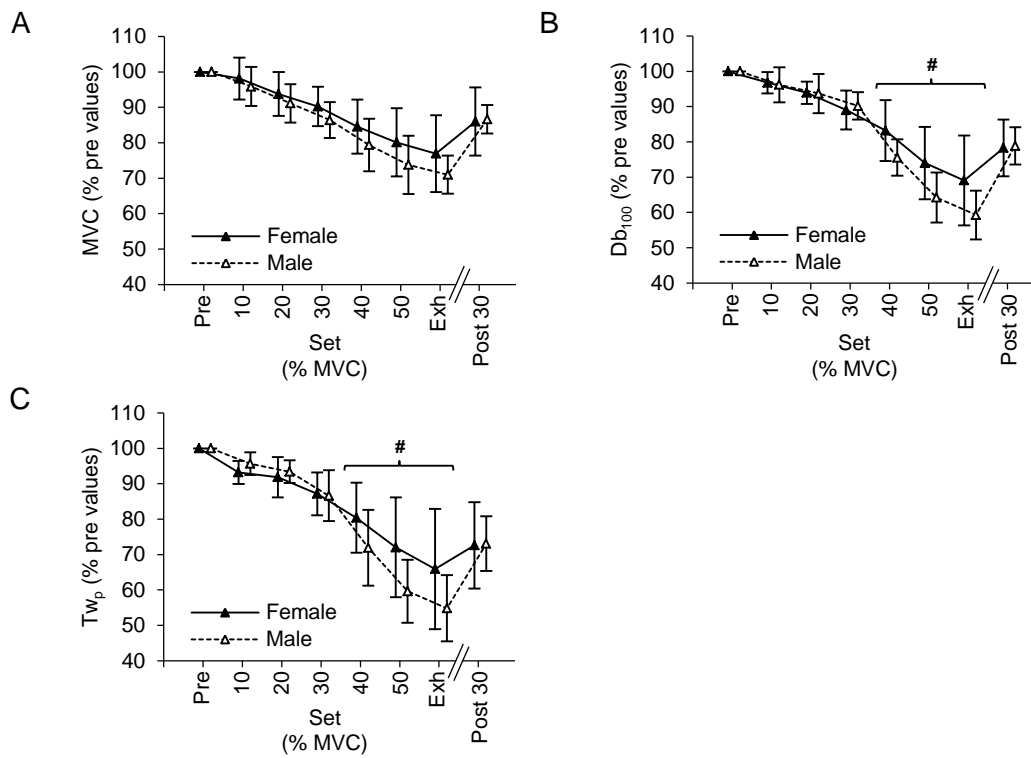 A
MVC (% pre values)
110
100
90
80
70
60
50
40
Female
Male
Pre
10
20
30
40
50
Exh
Post 30
Set
(% MVC)
B
Db₁₀₀ (% pre values)
110
100
90
80
70
60
50
40
#
Female
Male
Pre
10
20
30
40
50
Exh
Post 30
Set
(% MVC)
C
Twₚ (% pre values)
110
100
90
80
70
60
50
40
#
Female
Male
Pre
10
20
30
40
50
Exh
Post 30
Set
(% MVC)